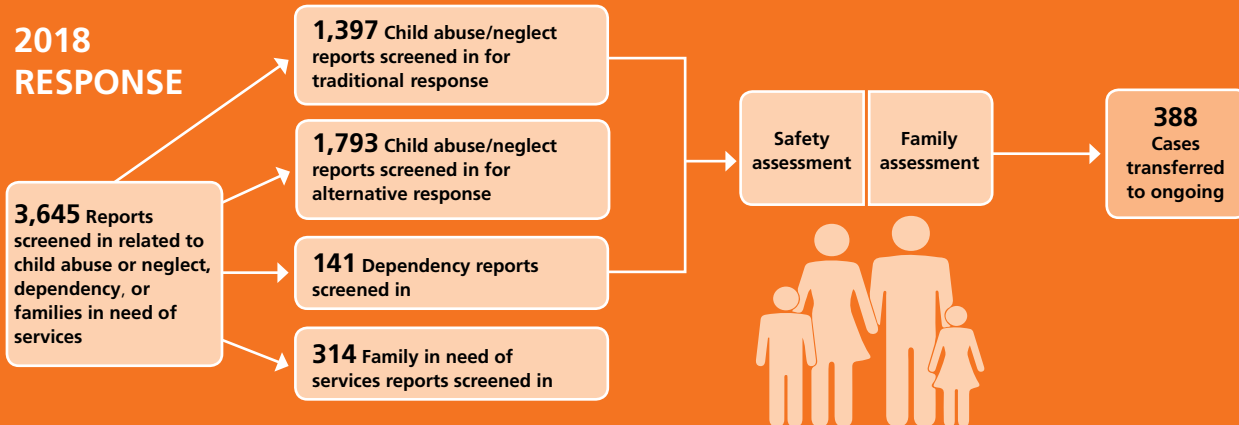 2018
RESPONSE
3,645 Reports
screened in related to
child abuse or neglect,
dependency, or
families in need of
services
1,397 Child abuse/neglect
reports screened in for
traditional response
1,793 Child abuse/neglect
reports screened in for
alternative response
141 Dependency reports
screened in
314 Family in need of
services reports screened in
Safety
assessment
Family
assessment
388
Cases
transferred
to ongoing